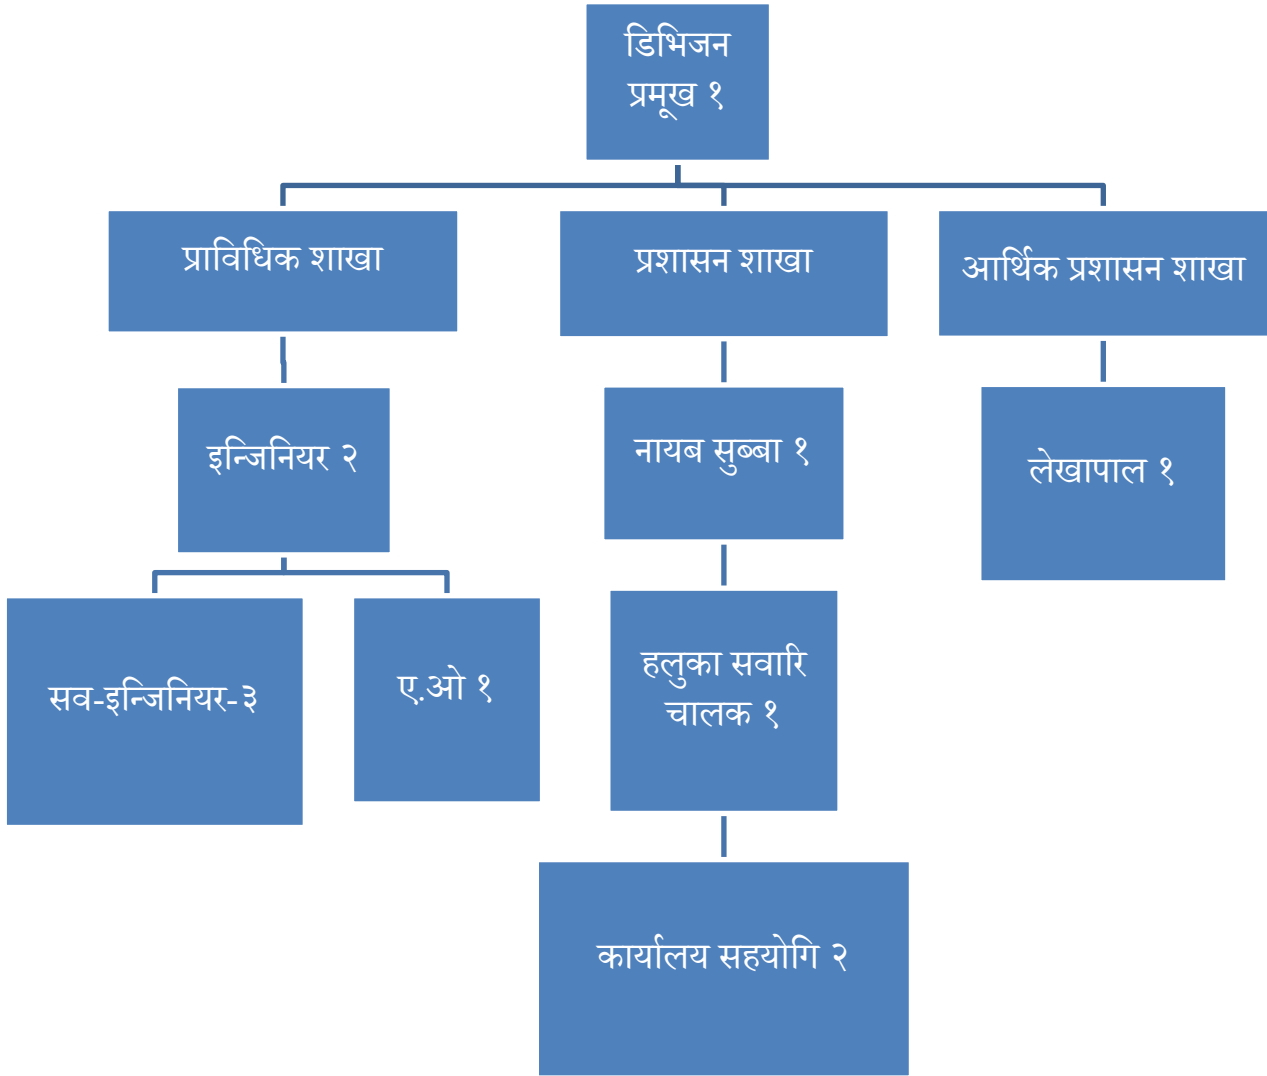 डिभिजन
प्रमूख १
प्राविधिक शाखा
प्रशासन शाखा
आर्थिक प्रशासन शाखा
इन्जिनियर २
नायब सुब्बा १
लेखापाल १
सव-इन्जिनियर-३
ए.ओ १
हलुका सवारि
चालक १
कार्यालय सहयोगि २